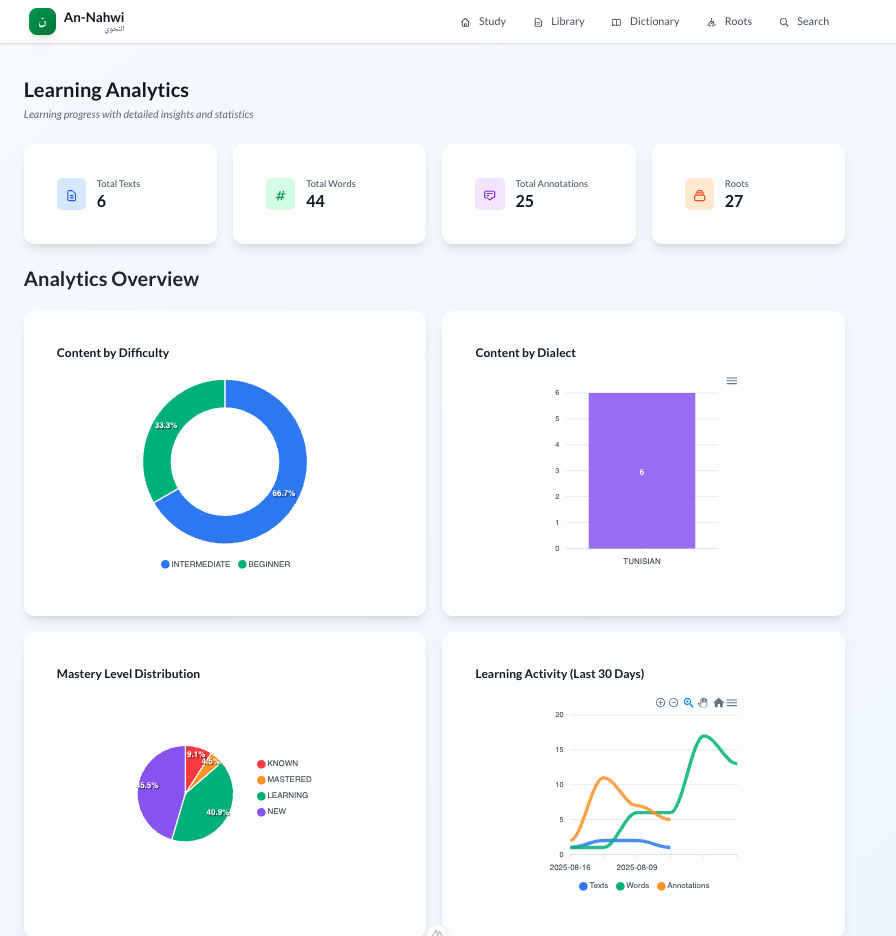 ن An-Nahwi
النحوي
Study Library Dictionary Roots Search
Learning Analytics
Learning progress with detailed insights and statistics
Total Texts
6
# Total Words
44
Total Annotations
25
Roots
27
Analytics Overview
Content by Difficulty
33.3%
66.7%
INTERMEDIATE BEGINNER
Content by Dialect
6
5
4
3
2
1
0
6
TUNISIAN
Mastery Level Distribution
9.1%
4.5%
40.9%
45.5%
KNOWN
MASTERED
LEARNING
NEW
Learning Activity (Last 30 Days)
20
15
10
5
0
2025-08-16 2025-08-09
Texts Words Annotations